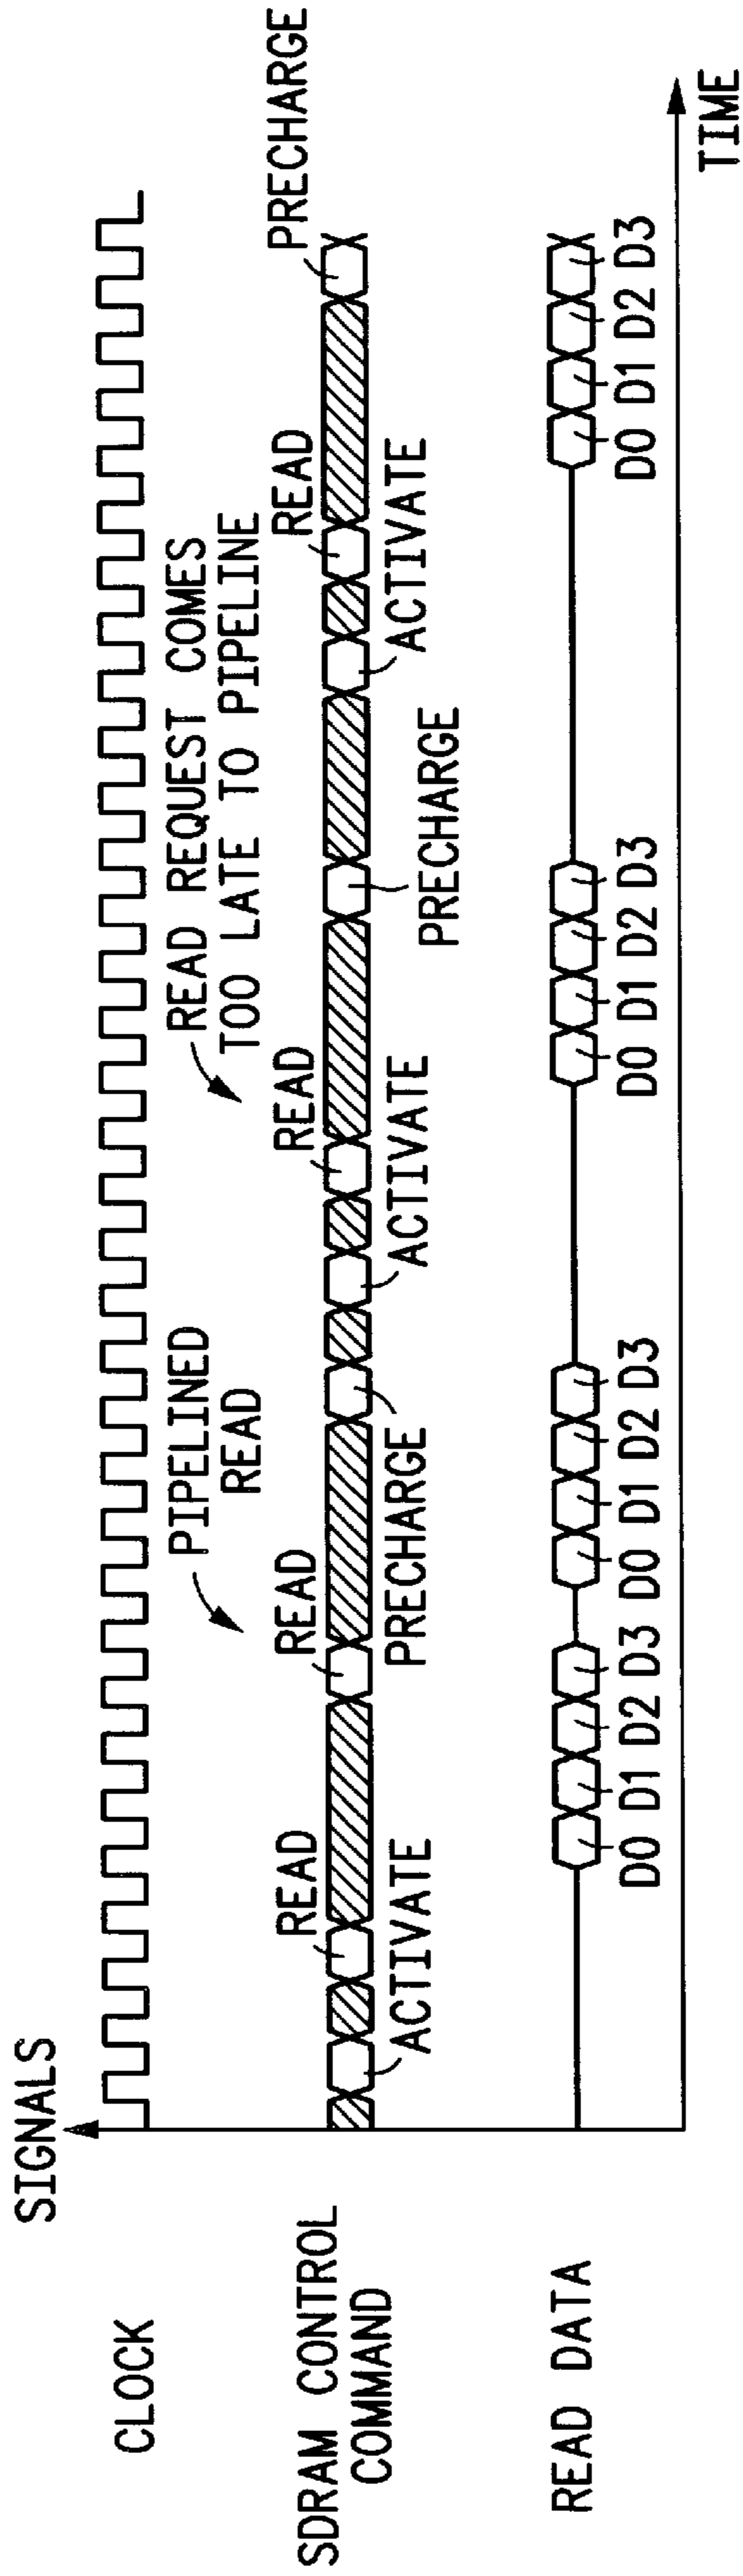 SIGNALS
CLOCK
PIPELINED
READ
READ REQUEST COMES
TOO LATE TO PIPELINE
SDRAM CONTROL
COMMAND
READ
READ
READ
READ
PRECHARGE
ACTIVATE
PRECHARGE
ACTIVATE
PRECHARGE
ACTIVATE
READ DATA
D0 D1 D2 D3 D0 D1 D2 D3 D0 D1 D2 D3 D0 D1 D2 D3
TIME